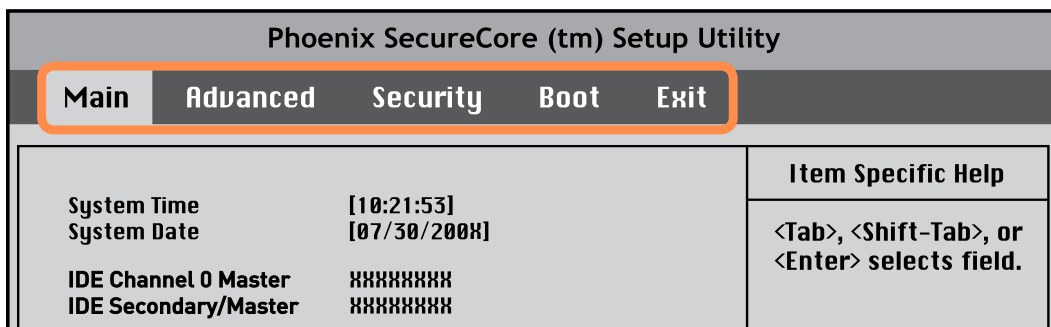 Phoenix SecureCore (tm) Setup Utility
Main Advanced Security Boot Exit
System Time [10:21:53]
System Date [07/30/200X]
IDE Channel 0 Master XXXXXXXX
IDE Secondary/Master XXXXXXXX
Item Specific Help
<Tab>, <Shift-Tab>, or
<Enter> selects field.